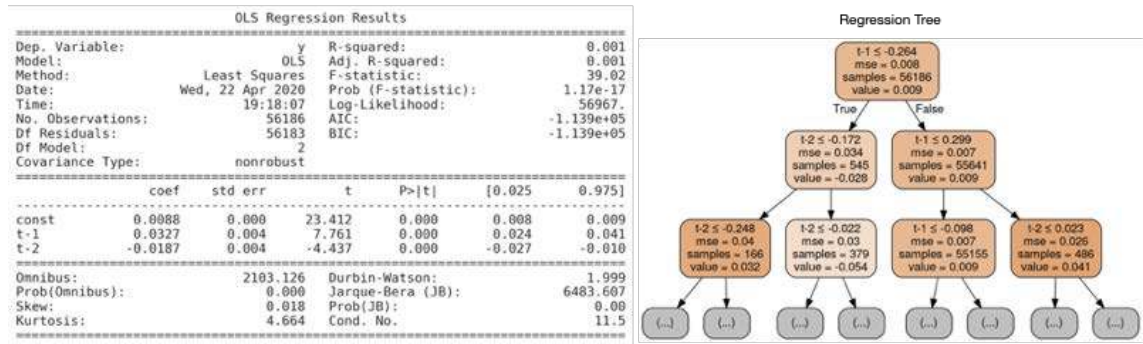 OLS Regression Results
Dep. Variable: y R-squared: 0.001
Model: OLS Adj. R-squared: 0.001
Method: Least Squares F-statistic: 39.02
Date: Wed, 22 Apr 2020 Prob (F-statistic): 1.17e-17
Time: 19:18:07 Log-Likelihood: 56967.
No. Observations: 56186 AIC: -1.139e+05
Df Residuals: 56183 BIC: -1.139e+05
Df Model: 2
Covariance Type: nonrobust
coef std err t P>|t| [0.025 0.975]
const 0.0088 0.000 23.412 0.000 0.008 0.009
t-1 0.0327 0.004 7.761 0.000 0.024 0.041
t-2 -0.0187 0.004 -4.437 0.000 -0.027 -0.010
Omnibus: 2103.126 Durbin-Watson: 1.999
Prob(Omnibus): 0.000 Jarque-Bera (JB): 6483.607
Skew: 0.018 Prob(JB): 0.00
Kurtosis: 4.664 Cond. No. 11.5
Regression Tree
t-1 ≤ -0.264
mse = 0.008
samples = 56186
value = 0.009
True
False
t-2 ≤ -0.172
mse = 0.034
samples = 545
value = -0.028
t-1 ≤ 0.299
mse = 0.007
samples = 55641
value = 0.009
t-2 ≤ -0.248
mse = 0.04
samples = 166
value = 0.032
t-2 ≤ -0.022
mse = 0.03
samples = 379
value = -0.054
t-1 ≤ -0.098
mse = 0.007
samples = 55155
value = 0.009
t-2 ≤ 0.023
mse = 0.026
samples = 486
value = 0.041
(...)
(...)
(...)
(...)
(...)
(...)
(...)
(...)